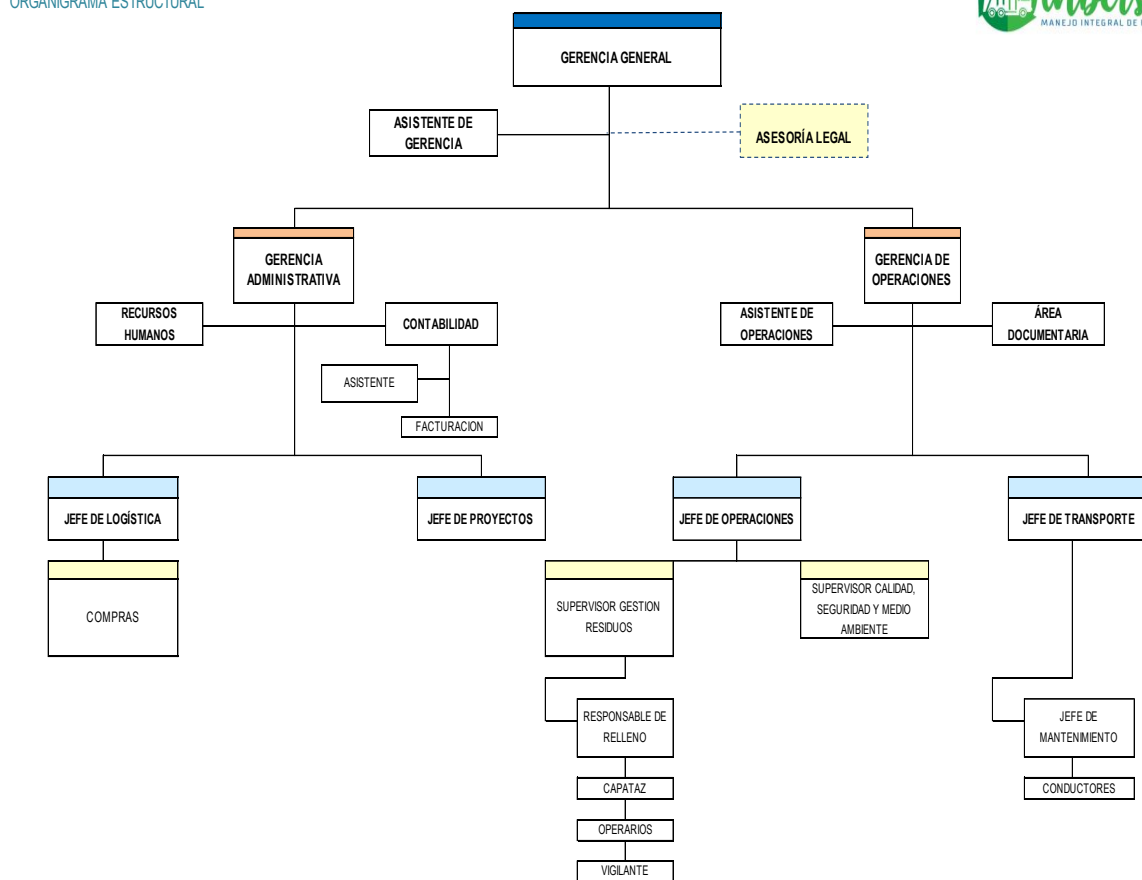 ORGANIGRAMA ESTRUCTURAL
MANEJO INTEGRAL DE
GERENCIA GENERAL
ASISTENTE DE
GERENCIA
ASESORÍA LEGAL
GERENCIA
ADMINISTRATIVA
GERENCIA DE
OPERACIONES
RECURSOS
HUMANOS
CONTABILIDAD
ASISTENTE DE
OPERACIONES
ÁREA
DOCUMENTARIA
ASISTENTE
FACTURACION
JEFE DE LOGÍSTICA
JEFE DE PROYECTOS
JEFE DE OPERACIONES
JEFE DE TRANSPORTE
COMPRAS
SUPERVISOR GESTION
RESIDUOS
SUPERVISOR CALIDAD,
SEGURIDAD Y MEDIO
AMBIENTE
RESPONSABLE DE
RELLENO
JEFE DE
MANTENIMIENTO
CAPATAZ
CONDUCTORES
OPERARIOS
VIGILANTE